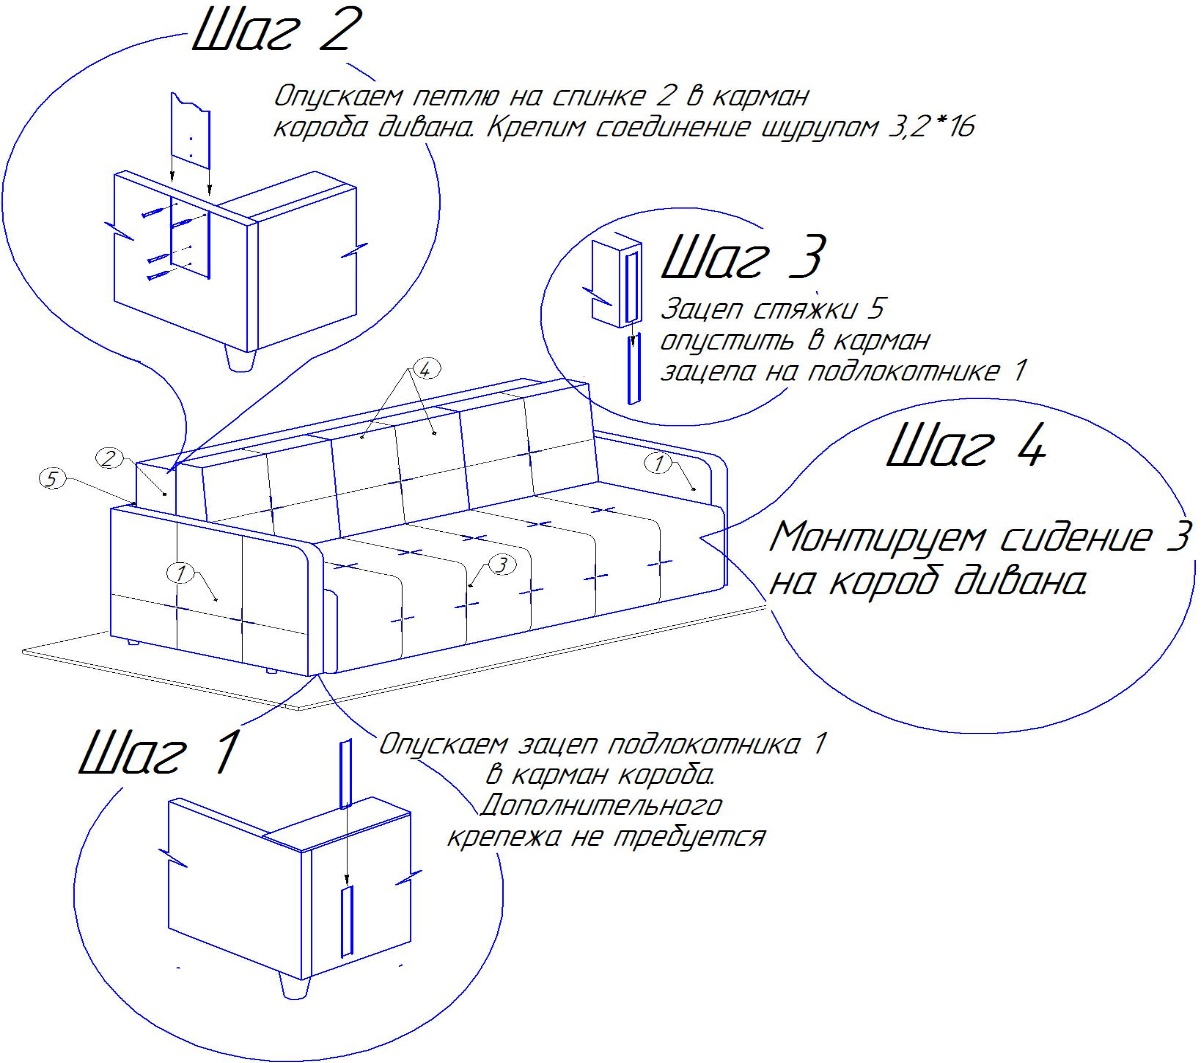 Шаг 2
Опускаем петлю на спинке 2 в карман
короба дивана. Крепим соединение шурупом 3,2*16
Шаг 3
Зацеп стяжки 5
опустить в карман
зацепа на подлокотнике 1
4
Шаг 4
2
1
5
Монтируем сидение 3
на короб дивана.
3
1
Шаг 1
Опускаем зацеп подлокотника 1
в карман короба.
Дополнительного
крепежа не требуется